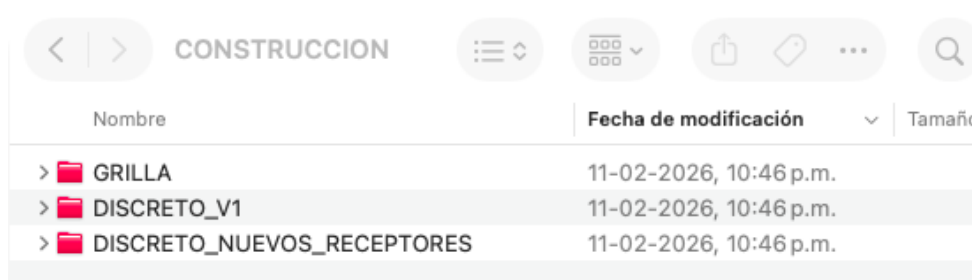 CONSTRUCCION
Nombre Fecha de modificación Tamaño
GRILLA 11-02-2026, 10:46 p.m.
DISCRETO_V1 11-02-2026, 10:46 p.m.
DISCRETO_NUEVOS_RECEPTORES 11-02-2026, 10:46 p.m.